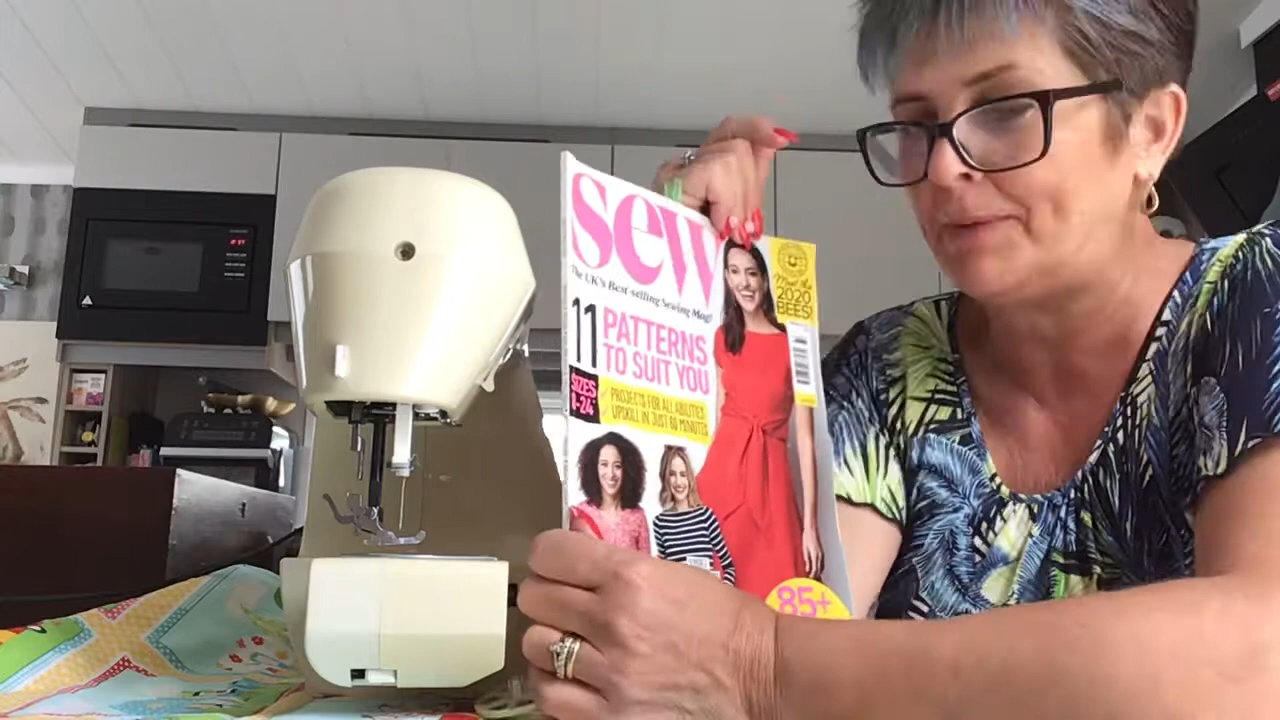 sew
The UK's Best-selling Sewing Mag!
11 PATTERNS
TO SUIT YOU
SIZES
8-24
PROJECTS FOR ALL ABILITIES
UPSKILL IN JUST 60 MINUTES
Meet the
2020
BEES!
85+